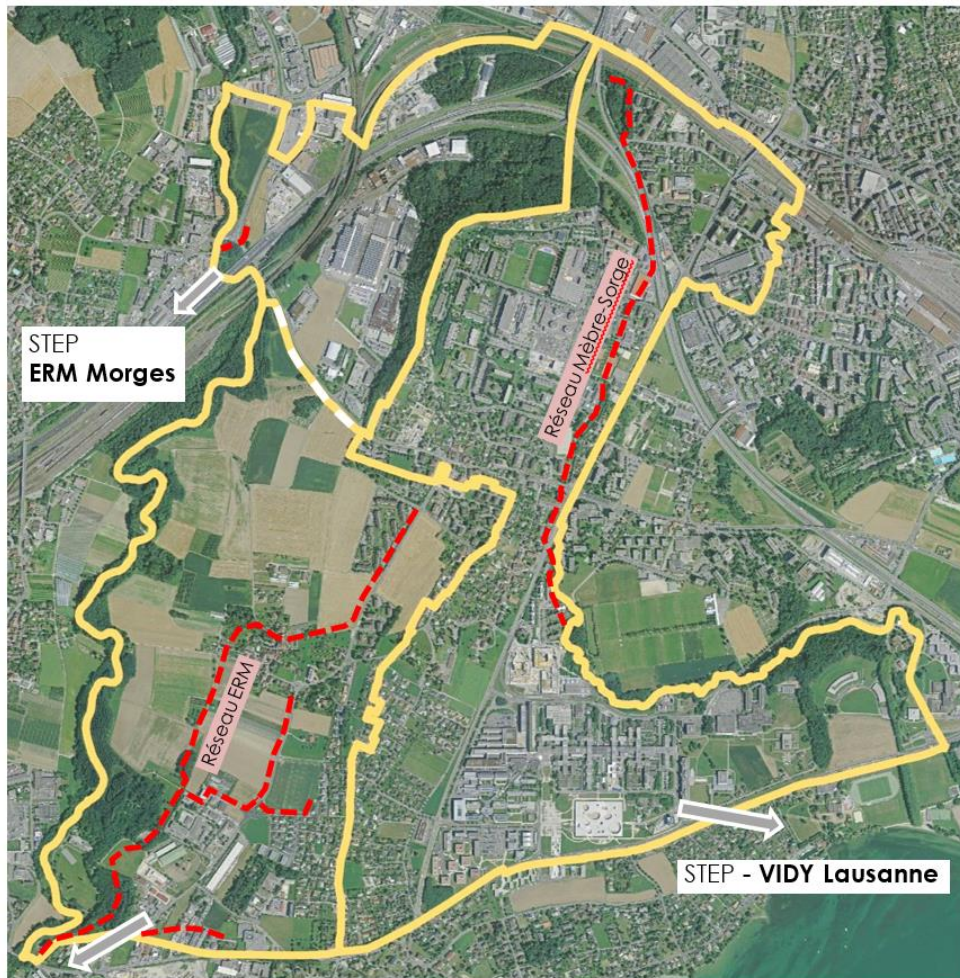 Réseau Mèbre-Sorge
STEP
ERM Morges
Réseau ERM
STEP - VIDY Lausanne